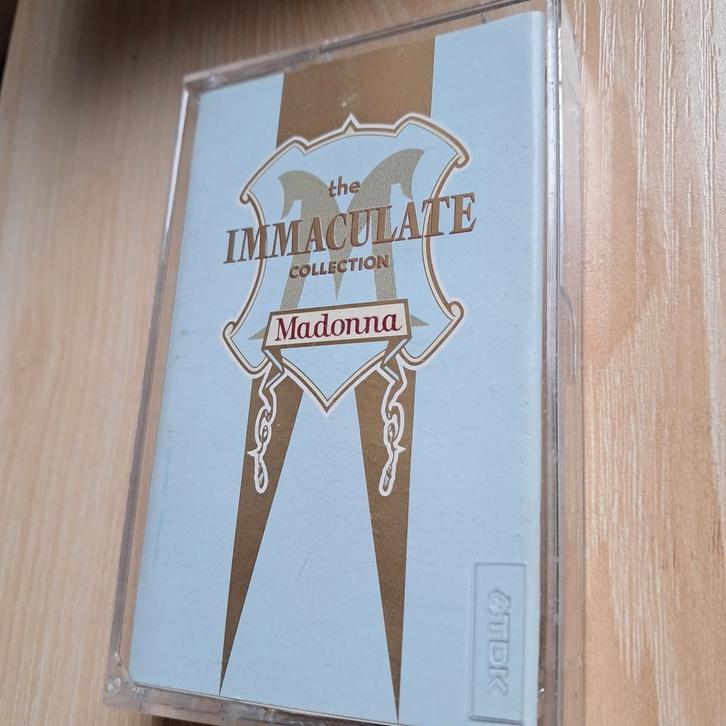 the
IMMACULATE
COLLECTION
Madonna
TDK